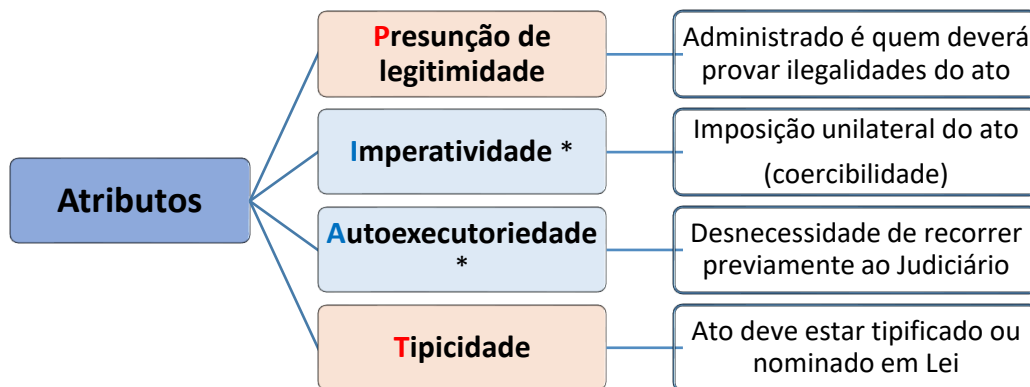 Atributos
Presunção de
legitimidade
Administrado é quem deverá
provar ilegalidades do ato
Imperatividade *
Imposição unilateral do ato
(coercibilidade)
Autoexecutoriedade
*
Desnecessidade de recorrer
previamente ao Judiciário
Tipicidade
Ato deve estar tipificado ou
nominado em Lei